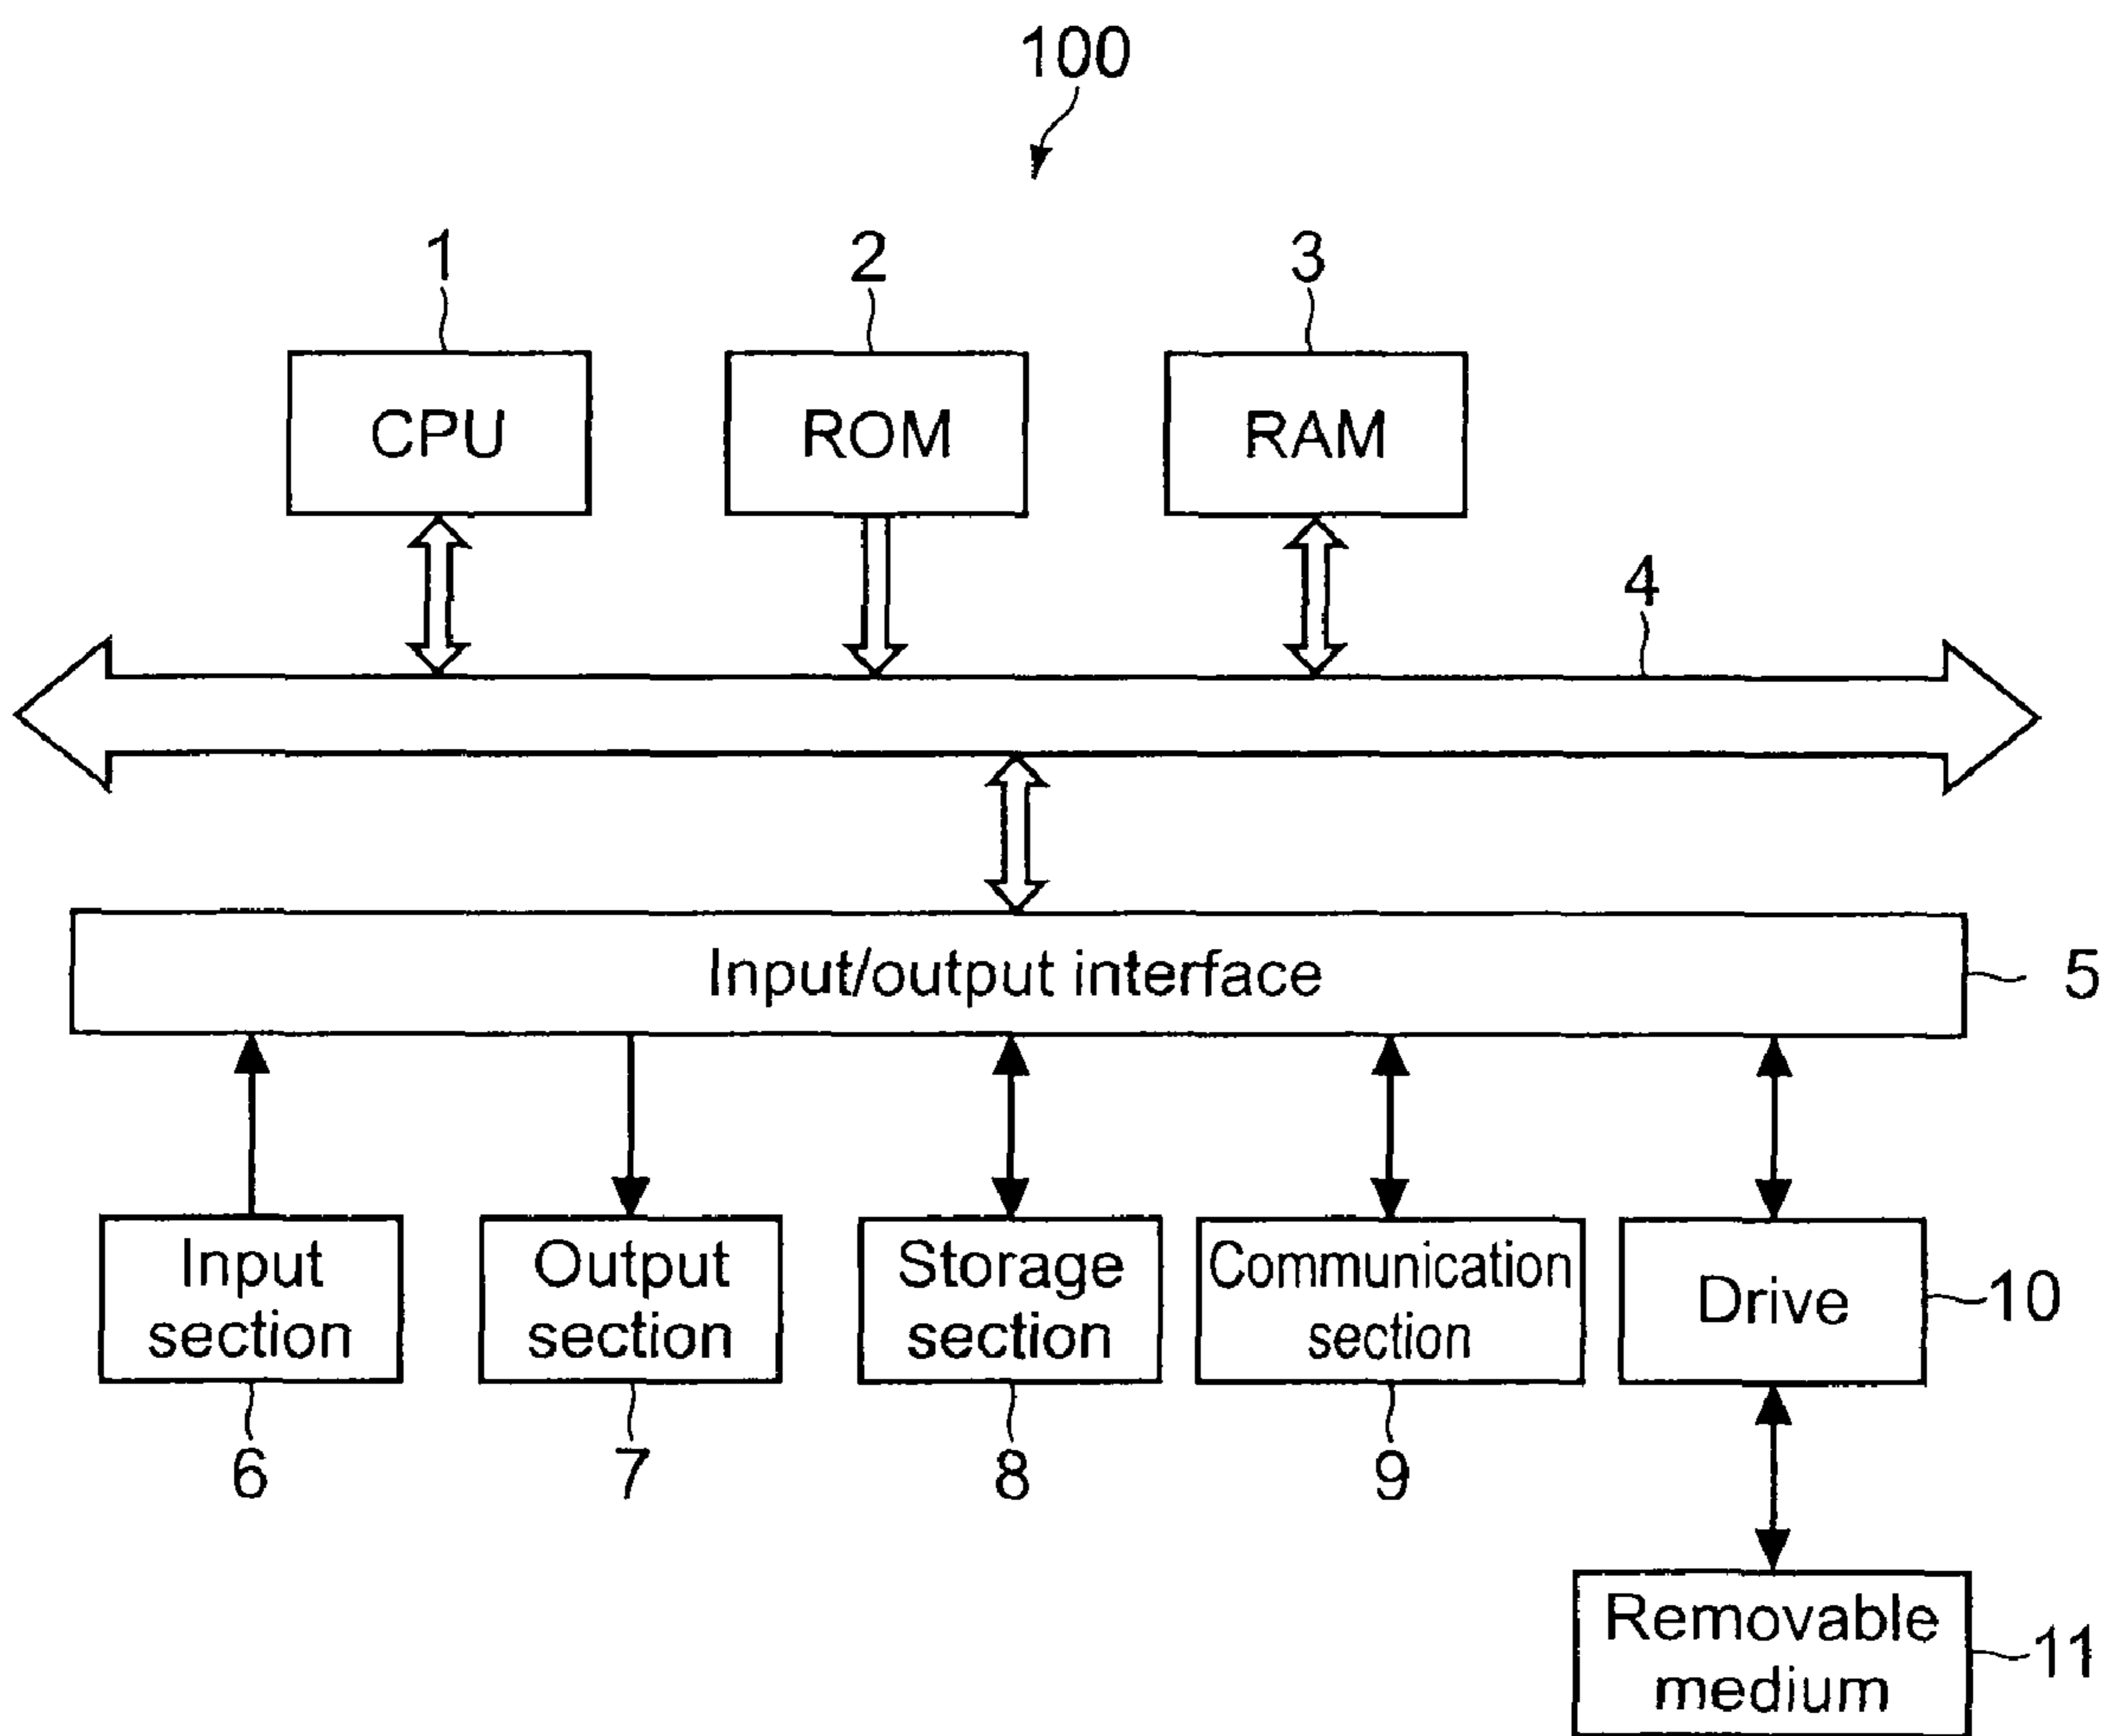 100
1
2
3
CPU
ROM
RAM
4
Input/output interface
5
Input
section
Output
section
Storage
section
Communication
section
Drive
10
6
7
8
9
Removable
medium
11